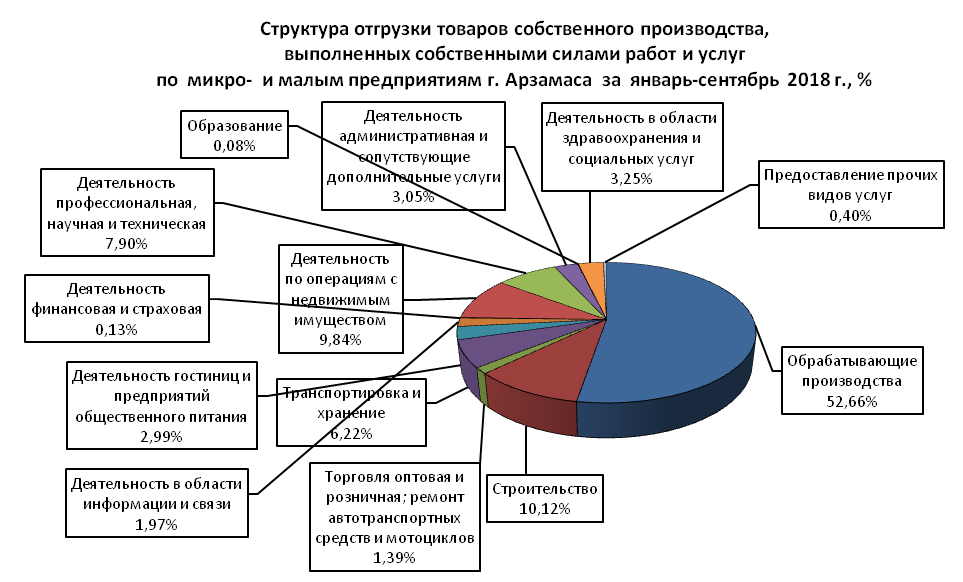 Структура отгрузки товаров собственного производства,
выполненных собственными силами работ и услуг
по микро- и малым предприятиям г. Арзамаса за январь-сентябрь 2018 г., %
Образование
0,08%
Деятельность
административная и
сопутствующие
дополнительные услуги
3,05%
Деятельность в области
здравоохранения и
социальных услуг
3,25%
Предоставление прочих
видов услуг
0,40%
Деятельность
профессиональная,
научная и техническая
7,90%
Деятельность
по операциям с
недвижимым
имуществом
9,84%
Деятельность
финансовая и страховая
0,13%
Обрабатывающие
производства
52,66%
Деятельность гостиниц и
предприятий
общественного питания
2,99%
Транспортировка и
хранение
6,22%
Деятельность в области
информации и связи
1,97%
Торговля оптовая и
розничная; ремонт
автотранспортных
средств и мотоциклов
1,39%
Строительство
10,12%